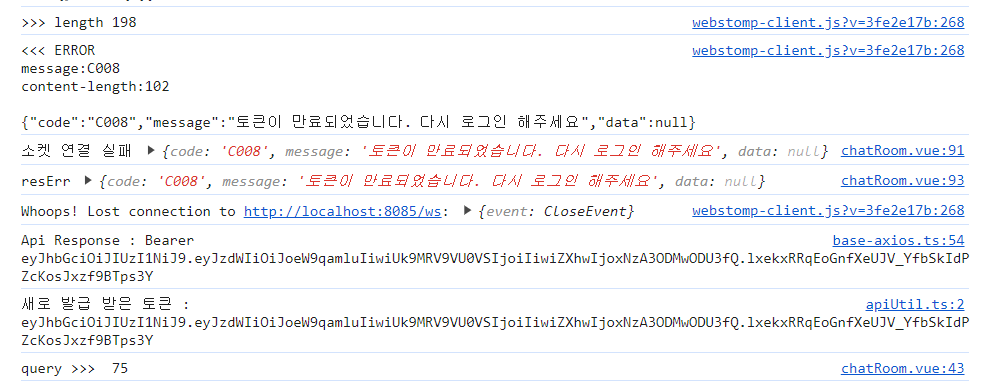 >>> length 198 webstomp-client.js?v=3fe2e17b:268
<<< ERROR webstomp-client.js?v=3fe2e17b:268
message:C008
content-length:102
{"code":"C008","message":"토큰이 만료되었습니다. 다시 로그인 해주세요","data":null}
소켓 연결 실패 ▶ {code: 'C008', message: '토큰이 만료되었습니다. 다시 로그인 해주세요', data: null} chatRoom.vue:91
resErr ▶ {code: 'C008', message: '토큰이 만료되었습니다. 다시 로그인 해주세요', data: null} chatRoom.vue:93
Whoops! Lost connection to http://localhost:8085/ws: ▶ {event: CloseEvent} webstomp-client.js?v=3fe2e17b:268
Api Response : Bearer base-axios.ts:54
eyJhbGciOiJIUzI1NiJ9.eyJzdWIiOiJoeW9qamluIiwiUk9MRV9VU0VSIjoiIiwiZXhwIjoxNzA3ODMwODU3fQ.lxekxRRqEoGnfXeUJV_YfbSkIdP
ZcKosJxzf9BTps3Y
새로 발급 받은 토큰 : apiUtil.ts:2
eyJhbGciOiJIUzI1NiJ9.eyJzdWIiOiJoeW9qamluIiwiUk9MRV9VU0VSIjoiIiwiZXhwIjoxNzA3ODMwODU3fQ.lxekxRRqEoGnfXeUJV_YfbSkIdP
ZcKosJxzf9BTps3Y
query >>> 75 chatRoom.vue:43